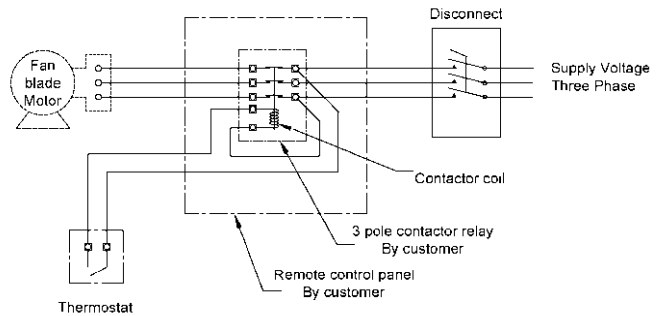 Disconnect
Fan
blade
Motor
Supply Voltage
Three Phase
Contactor coil
3 pole contactor relay
By customer
Remote control panel
By customer
Thermostat